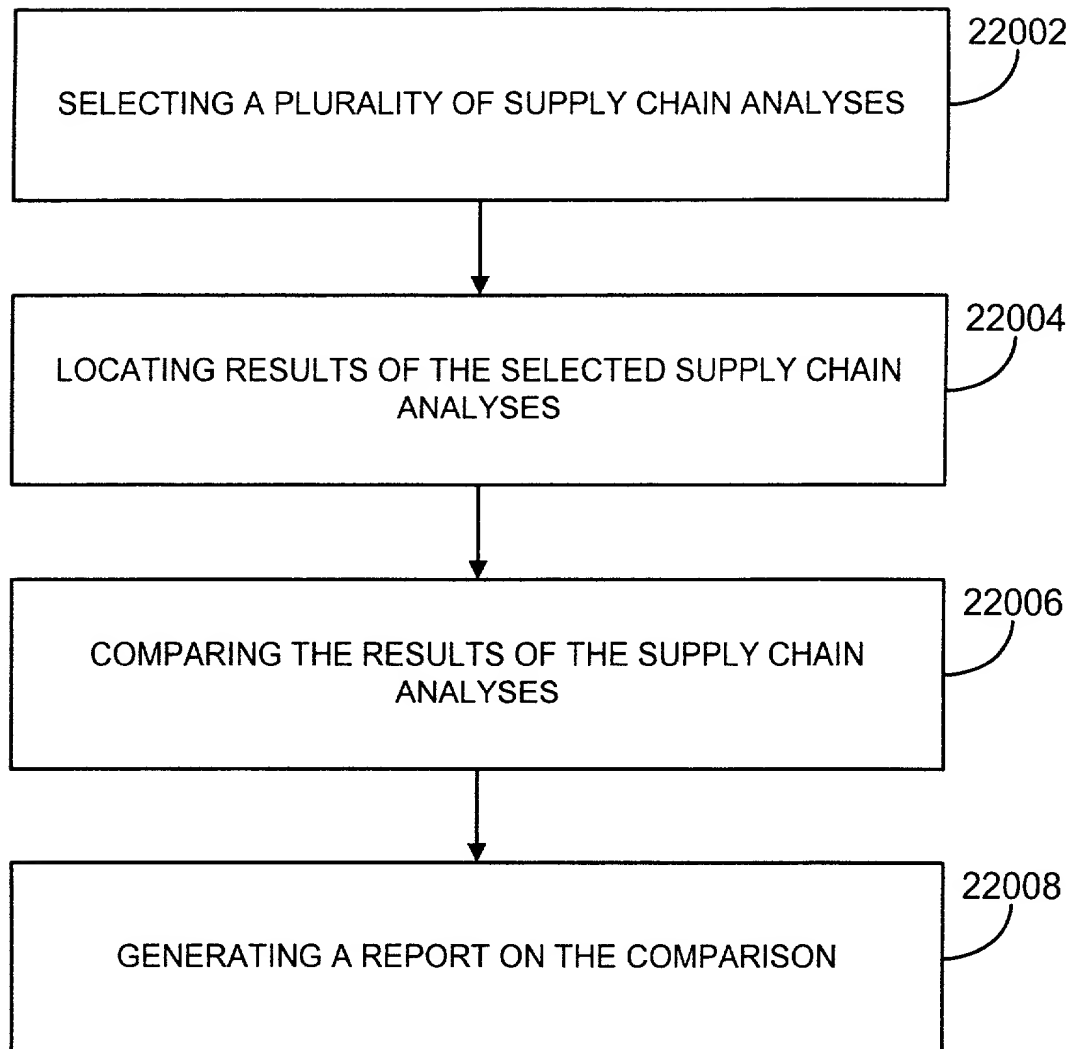 22002
SELECTING A PLURALITY OF SUPPLY CHAIN ANALYSES
22004
LOCATING RESULTS OF THE SELECTED SUPPLY CHAIN
ANALYSES
22006
COMPARING THE RESULTS OF THE SUPPLY CHAIN
ANALYSES
22008
GENERATING A REPORT ON THE COMPARISON